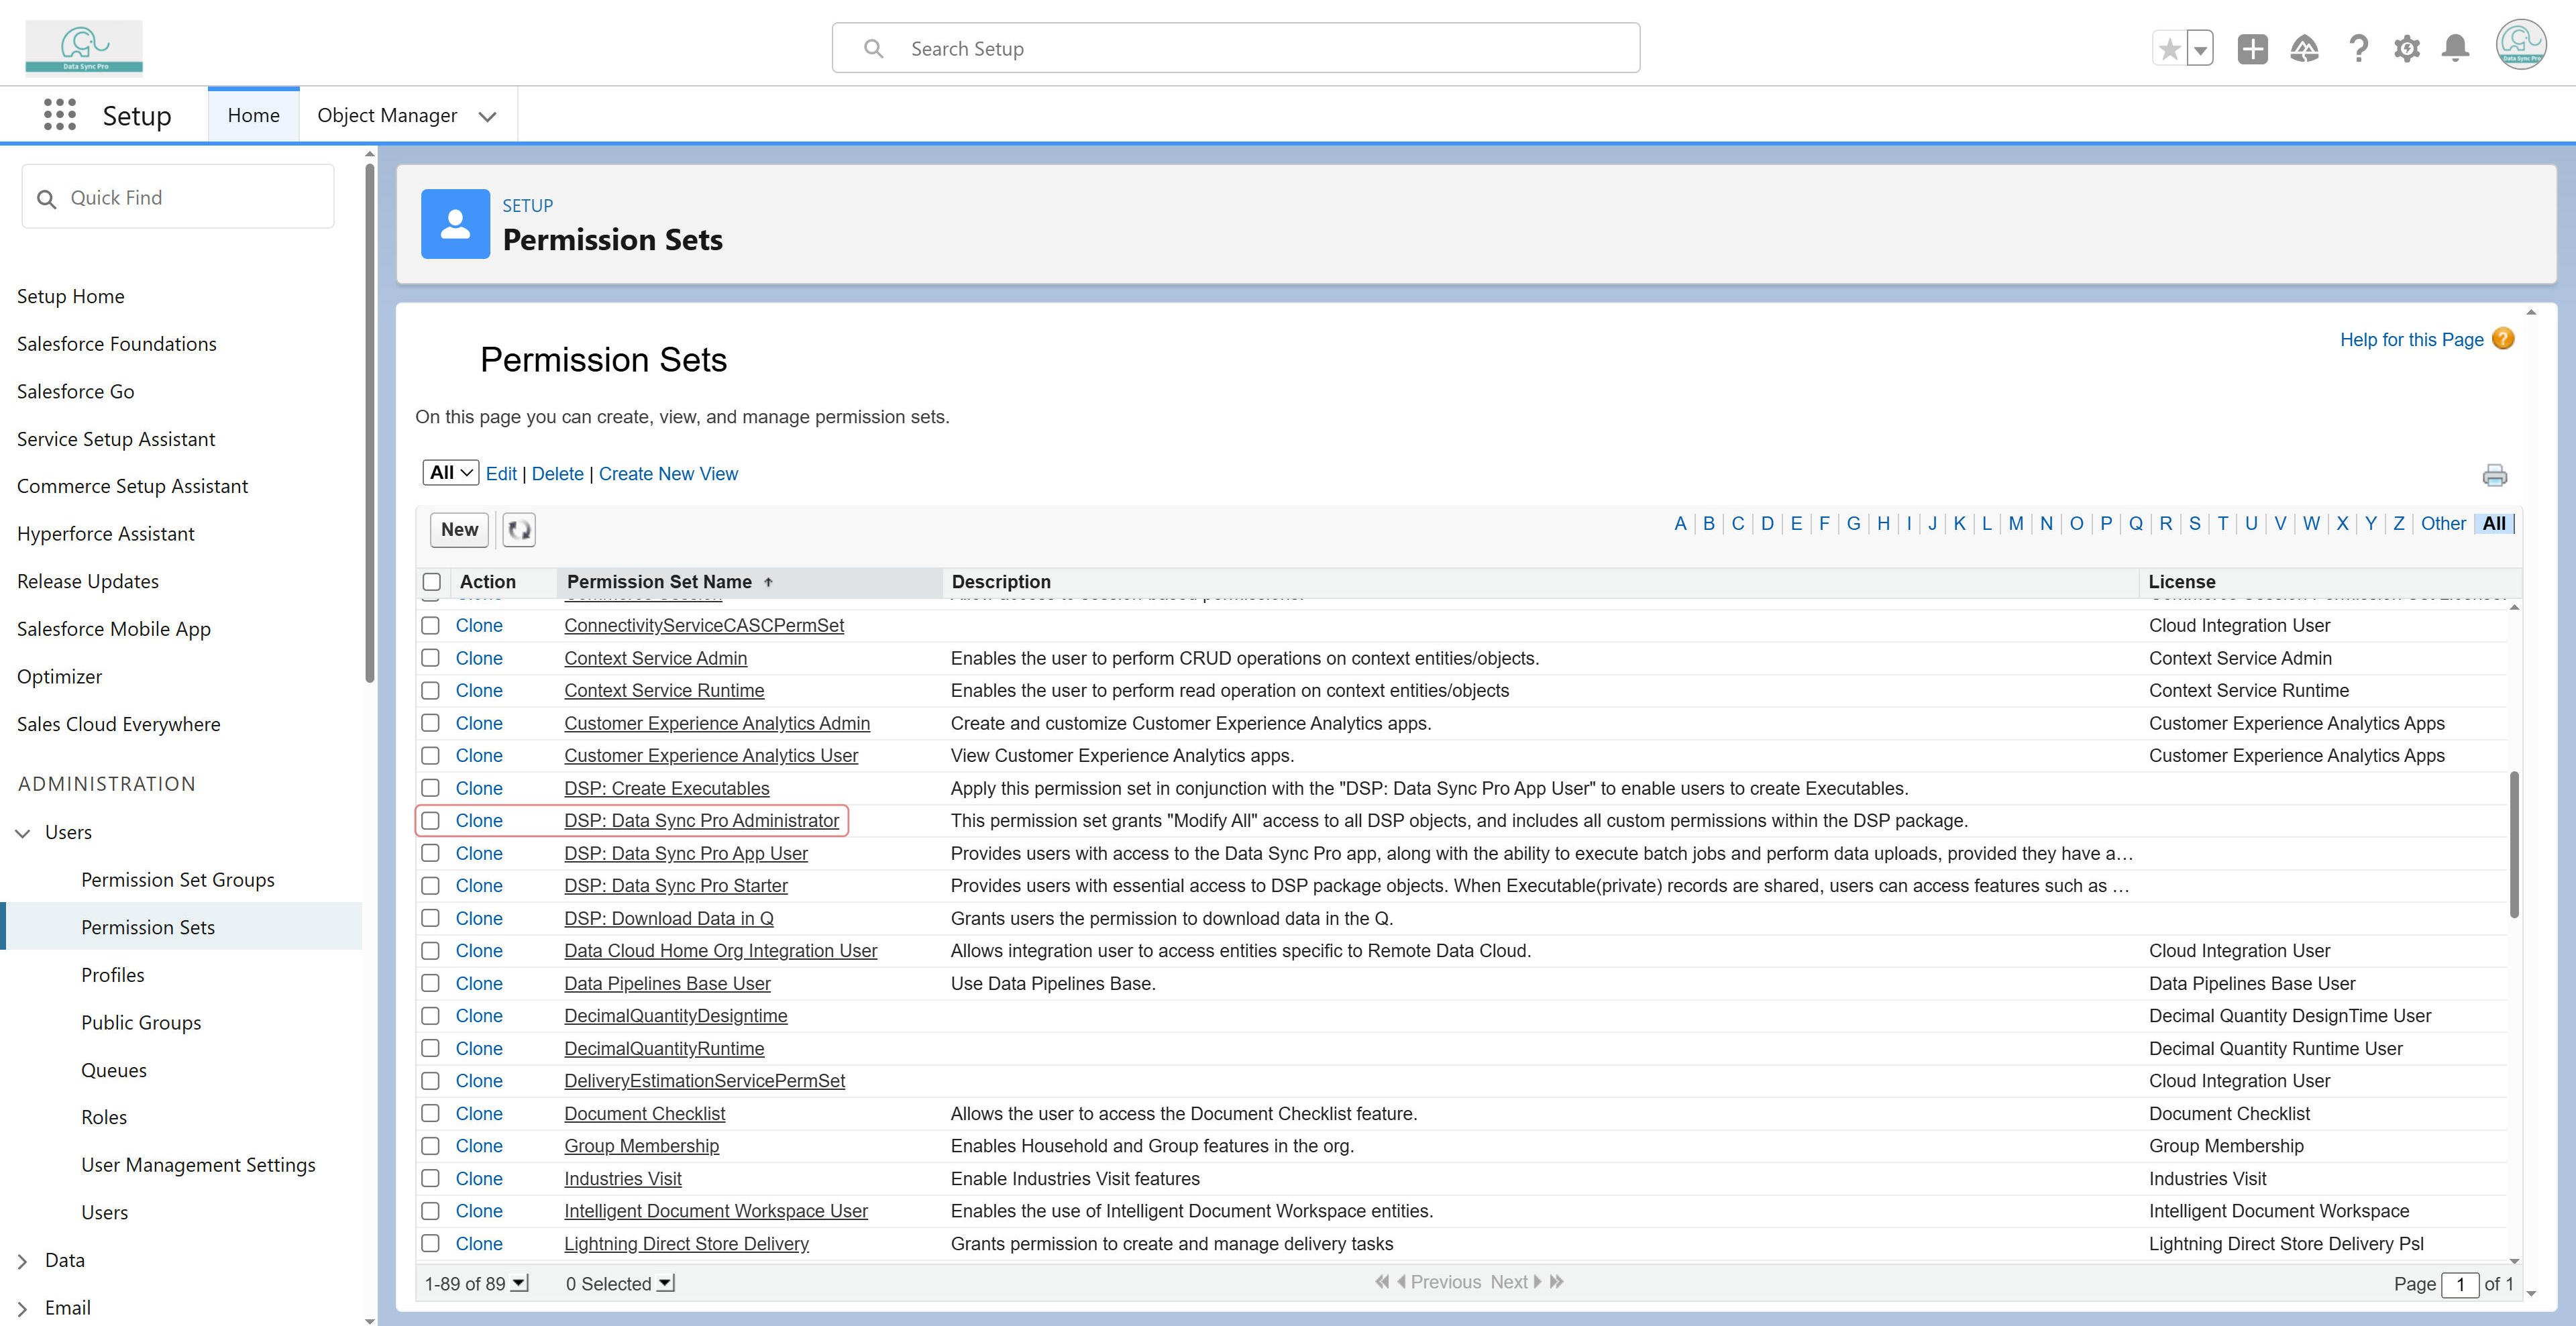 Data Sync Pro
Search Setup
Data Sync Pro
Setup
Home
Object Manager
Quick Find
Setup Home
Salesforce Foundations
Salesforce Go
Service Setup Assistant
Commerce Setup Assistant
Hyperforce Assistant
Release Updates
Salesforce Mobile App
Optimizer
Sales Cloud Everywhere
ADMINISTRATION
Users
Permission Set Groups
Permission Sets
Profiles
Public Groups
Queues
Roles
User Management Settings
Users
Data
Email
SETUP
Permission Sets
Help for this Page
Permission Sets
On this page you can create, view, and manage permission sets.
All Edit | Delete | Create New View
New
A | B | C | D | E | F | G | H | I | J | K | L | M | N | O | P | Q | R | S | T | U | V | W | X | Y | Z | Other | All
Action Permission Set Name Description License
Clone ConnectivityServiceCASCPermSet Cloud Integration User
Clone Context Service Admin Enables the user to perform CRUD operations on context entities/objects. Context Service Admin
Clone Context Service Runtime Enables the user to perform read operation on context entities/objects Context Service Runtime
Clone Customer Experience Analytics Admin Create and customize Customer Experience Analytics apps. Customer Experience Analytics Apps
Clone Customer Experience Analytics User View Customer Experience Analytics apps. Customer Experience Analytics Apps
Clone DSP: Create Executables Apply this permission set in conjunction with the "DSP: Data Sync Pro App User" to enable users to create Executables.
Clone DSP: Data Sync Pro Administrator This permission set grants "Modify All" access to all DSP objects, and includes all custom permissions within the DSP package.
Clone DSP: Data Sync Pro App User Provides users with access to the Data Sync Pro app, along with the ability to execute batch jobs and perform data uploads, provided they have a…
Clone DSP: Data Sync Pro Starter Provides users with essential access to DSP package objects. When Executable(private) records are shared, users can access features such as …
Clone DSP: Download Data in Q Grants users the permission to download data in the Q.
Clone Data Cloud Home Org Integration User Allows integration user to access entities specific to Remote Data Cloud. Cloud Integration User
Clone Data Pipelines Base User Use Data Pipelines Base. Data Pipelines Base User
Clone DecimalQuantityDesigntime Decimal Quantity DesignTime User
Clone DecimalQuantityRuntime Decimal Quantity Runtime User
Clone DeliveryEstimationServicePermSet Cloud Integration User
Clone Document Checklist Allows the user to access the Document Checklist feature. Document Checklist
Clone Group Membership Enables Household and Group features in the org. Group Membership
Clone Industries Visit Enable Industries Visit features Industries Visit
Clone Intelligent Document Workspace User Enables the use of Intelligent Document Workspace entities. Intelligent Document Workspace
Clone Lightning Direct Store Delivery Grants permission to create and manage delivery tasks Lightning Direct Store Delivery Psl
1-89 of 89 0 Selected Previous Next Page 1 of 1